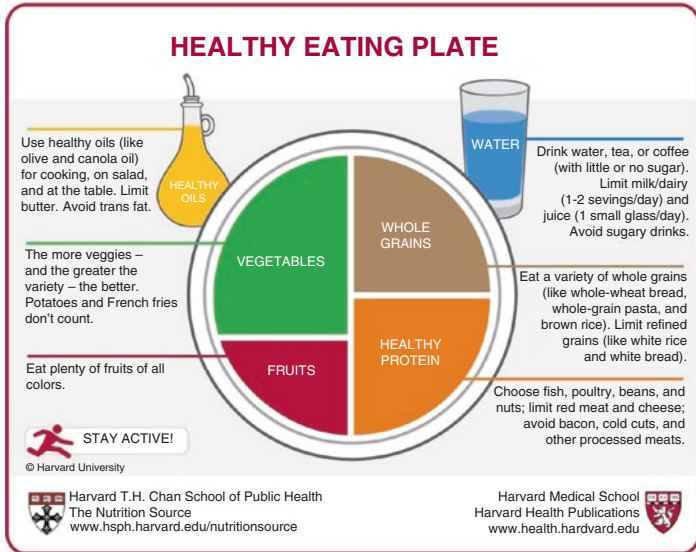 HEALTHY EATING PLATE
Use healthy oils (like
olive and canola oil)
for cooking, on salad,
and at the table. Limit
butter. Avoid trans fat.
HEALTHY
OILS
WATER
Drink water, tea, or coffee
(with little or no sugar).
Limit milk/dairy
(1-2 sevings/day) and
juice (1 small glass/day).
Avoid sugary drinks.
The more veggies –
and the greater the
variety – the better.
Potatoes and French fries
don’t count.
VEGETABLES
WHOLE
GRAINS
Eat a variety of whole grains
(like whole-wheat bread,
whole-grain pasta, and
brown rice). Limit refined
grains (like white rice
and white bread).
Eat plenty of fruits of all
colors.
FRUITS
HEALTHY
PROTEIN
Choose fish, poultry, beans, and
nuts; limit red meat and cheese;
avoid bacon, cold cuts, and
other processed meats.
STAY ACTIVE!
© Harvard University
Harvard T.H. Chan School of Public Health
The Nutrition Source
www.hsph.harvard.edu/nutritionsource
Harvard Medical School
Harvard Health Publications
www.health.hardvard.edu